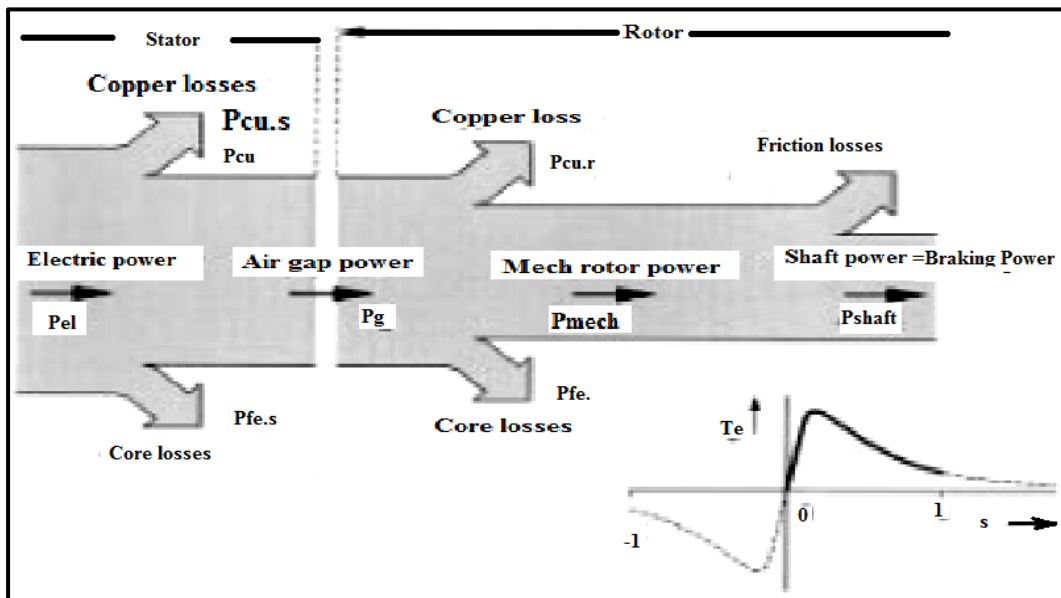 Stator
Rotor
Copper losses
Pcu.s
Pcu
Copper loss
Pcu.r
Friction losses
Electric power
Air gap power
Mech rotor power
Shaft power =Braking Power
Pel
Pg
Pmech
Pshaft
Pfe.s
Core losses
Pfe.
Core losses
Te
-1
0
1
s